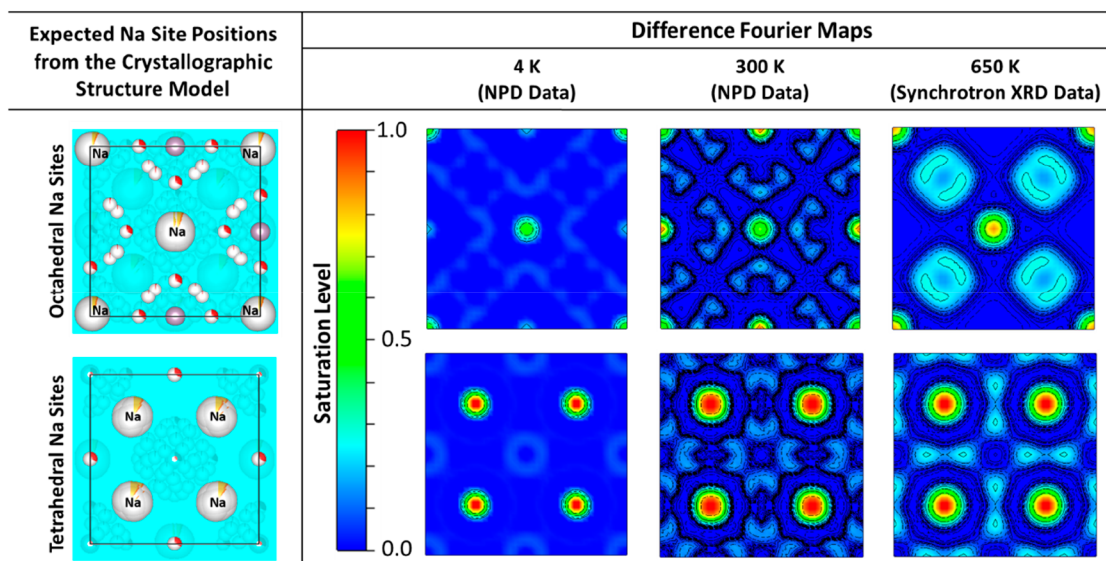 Expected Na Site Positions
from the Crystallographic
Structure Model
Difference Fourier Maps
4 K
(NPD Data)
300 K
(NPD Data)
650 K
(Synchrotron XRD Data)
Octahedral Na Sites
Na
Na
Na
Na
Na
Tetrahedral Na Sites
Na
Na
Na
Na
Saturation Level
1.0
0.5
0.0